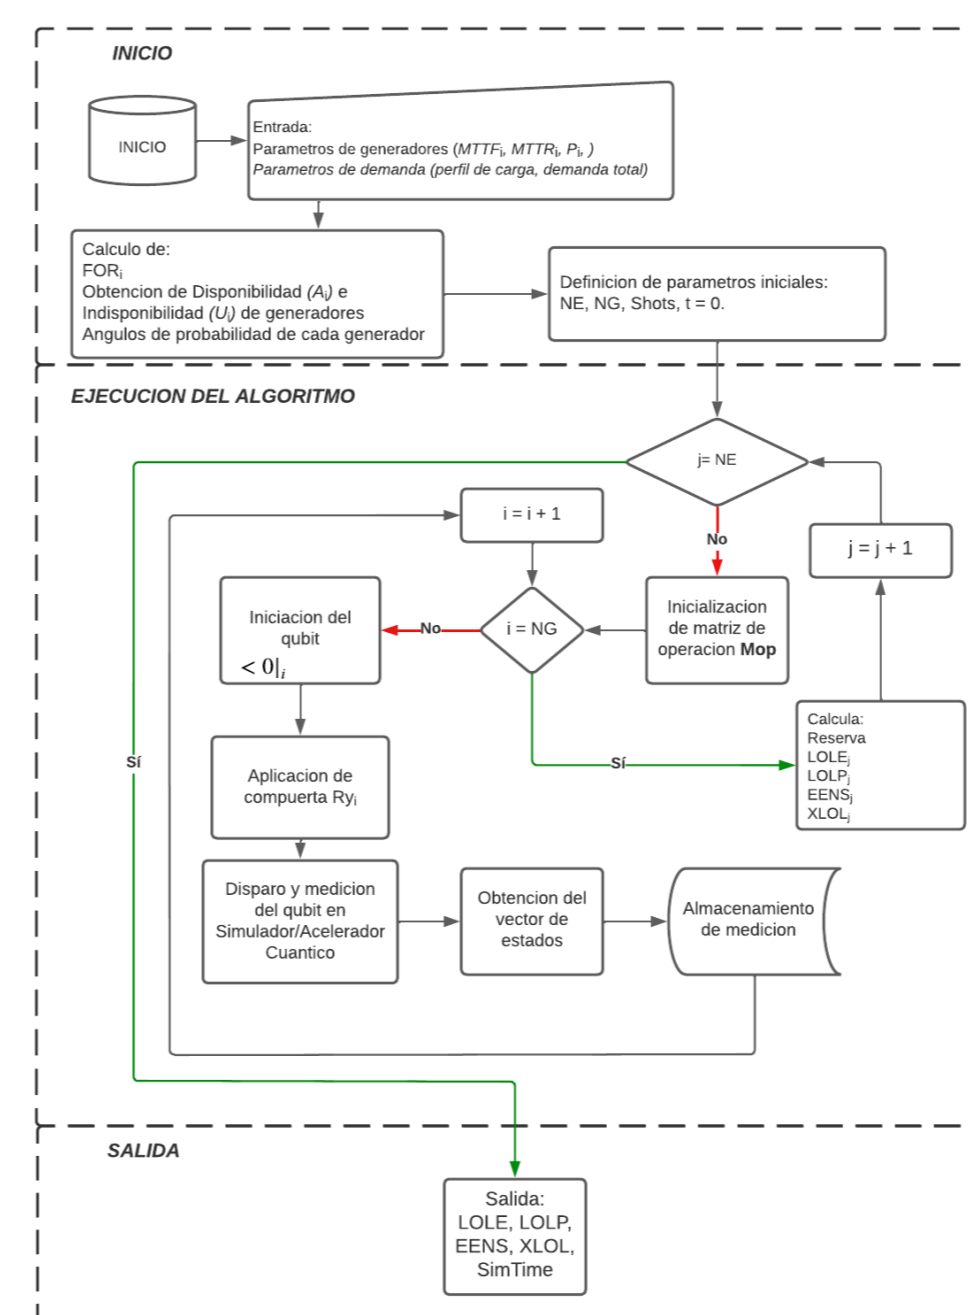 INICIO
INICIO
Entrada:
Parametros de generadores (MTTFi, MTTRi, Pi, )
Parametros de demanda (perfil de carga, demanda total)
Calculo de:
FORi
Obtencion de Disponibilidad (Ai) e
Indisponibilidad (Ui) de generadores
Angulos de probabilidad de cada generador
Definicion de parametros iniciales:
NE, NG, Shots, t = 0.
EJECUCION DEL ALGORITMO
j= NE
No
i = i + 1
j = j + 1
Inicializacion
de matriz de
operacion Mop
i = NG
No
Iniciacion del
qubit
< 0|i
Sí
Sí
Calcula:
Reserva
LOLEj
LOLPj
EENSj
XLOLj
Aplicacion de
compuerta Ryi
Disparo y medicion
del qubit en
Simulador/Acelerador
Cuantico
Obtencion del
vector de
estados
Almacenamiento
de medicion
SALIDA
Salida:
LOLE, LOLP,
EENS, XLOL,
SimTime